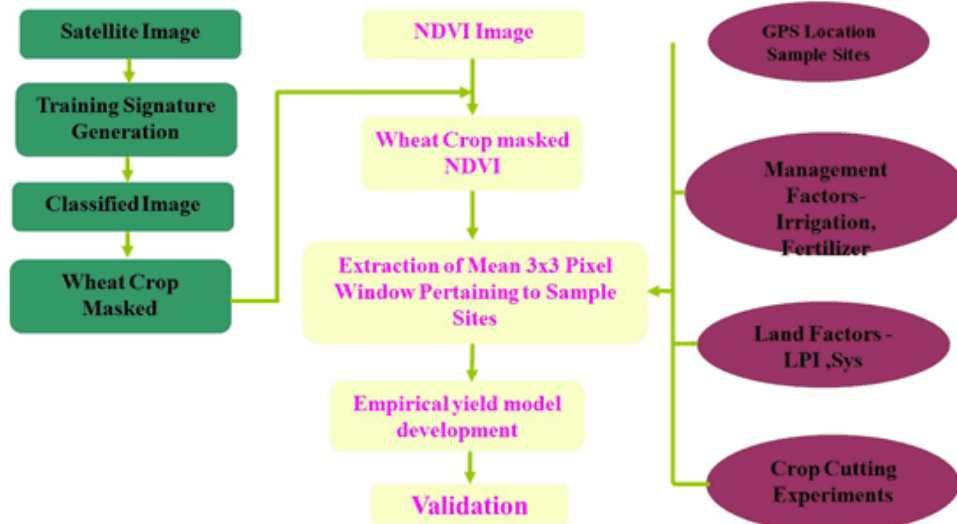 Satellite Image
Training Signature
Generation
Classified Image
Wheat Crop
Masked
NDVI Image
Wheat Crop masked
NDVI
Extraction of Mean 3x3 Pixel
Window Pertaining to Sample
Sites
Empirical yield model
development
Validation
GPS Location
Sample Sites
Management
Factors-
Irrigation,
Fertilizer
Land Factors -
LPI ,Sys
Crop Cutting
Experiments